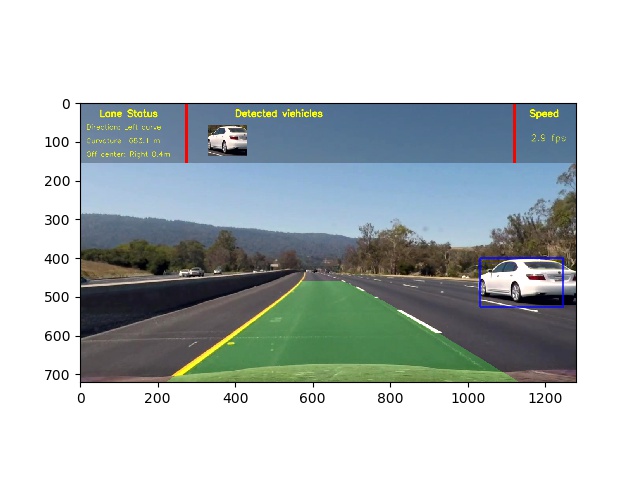 Lane Status
Detected viehicles
Speed
Direction: Left curve
Off center: Right 0.4m
2.9 fps
0
100
200
300
400
500
600
700
0
200
400
600
800
1000
1200